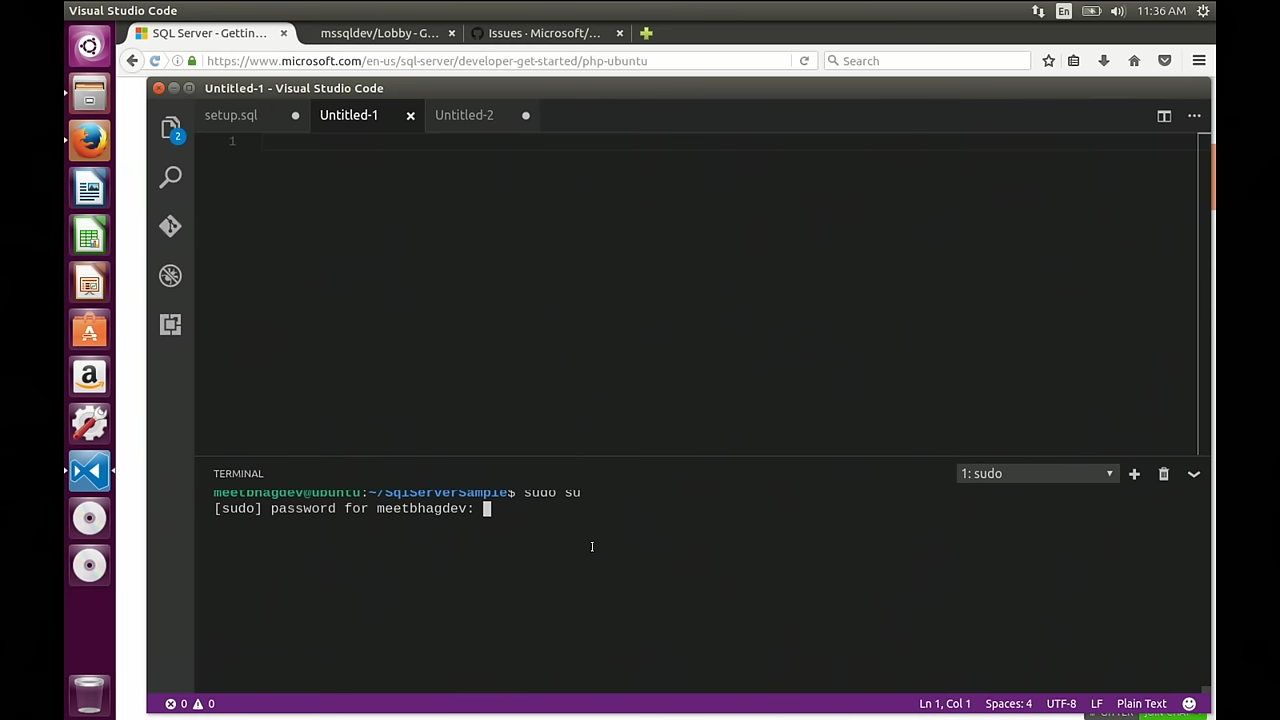 Visual Studio Code
En
11:36 AM
SQL Server - Gettin...
mssqldev/Lobby - G...
Issues · Microsoft/...
https://www.microsoft.com/en-us/sql-server/developer-get-started/php-ubuntu
Search
Untitled-1 - Visual Studio Code
setup.sql
Untitled-1
Untitled-2
2
1
TERMINAL
1: sudo
meetbhagdev@ubuntu:~/SqlServerSample$ sudo su
[sudo] password for meetbhagdev:
0 0
Ln 1, Col 1
Spaces: 4
UTF-8
LF
Plain Text